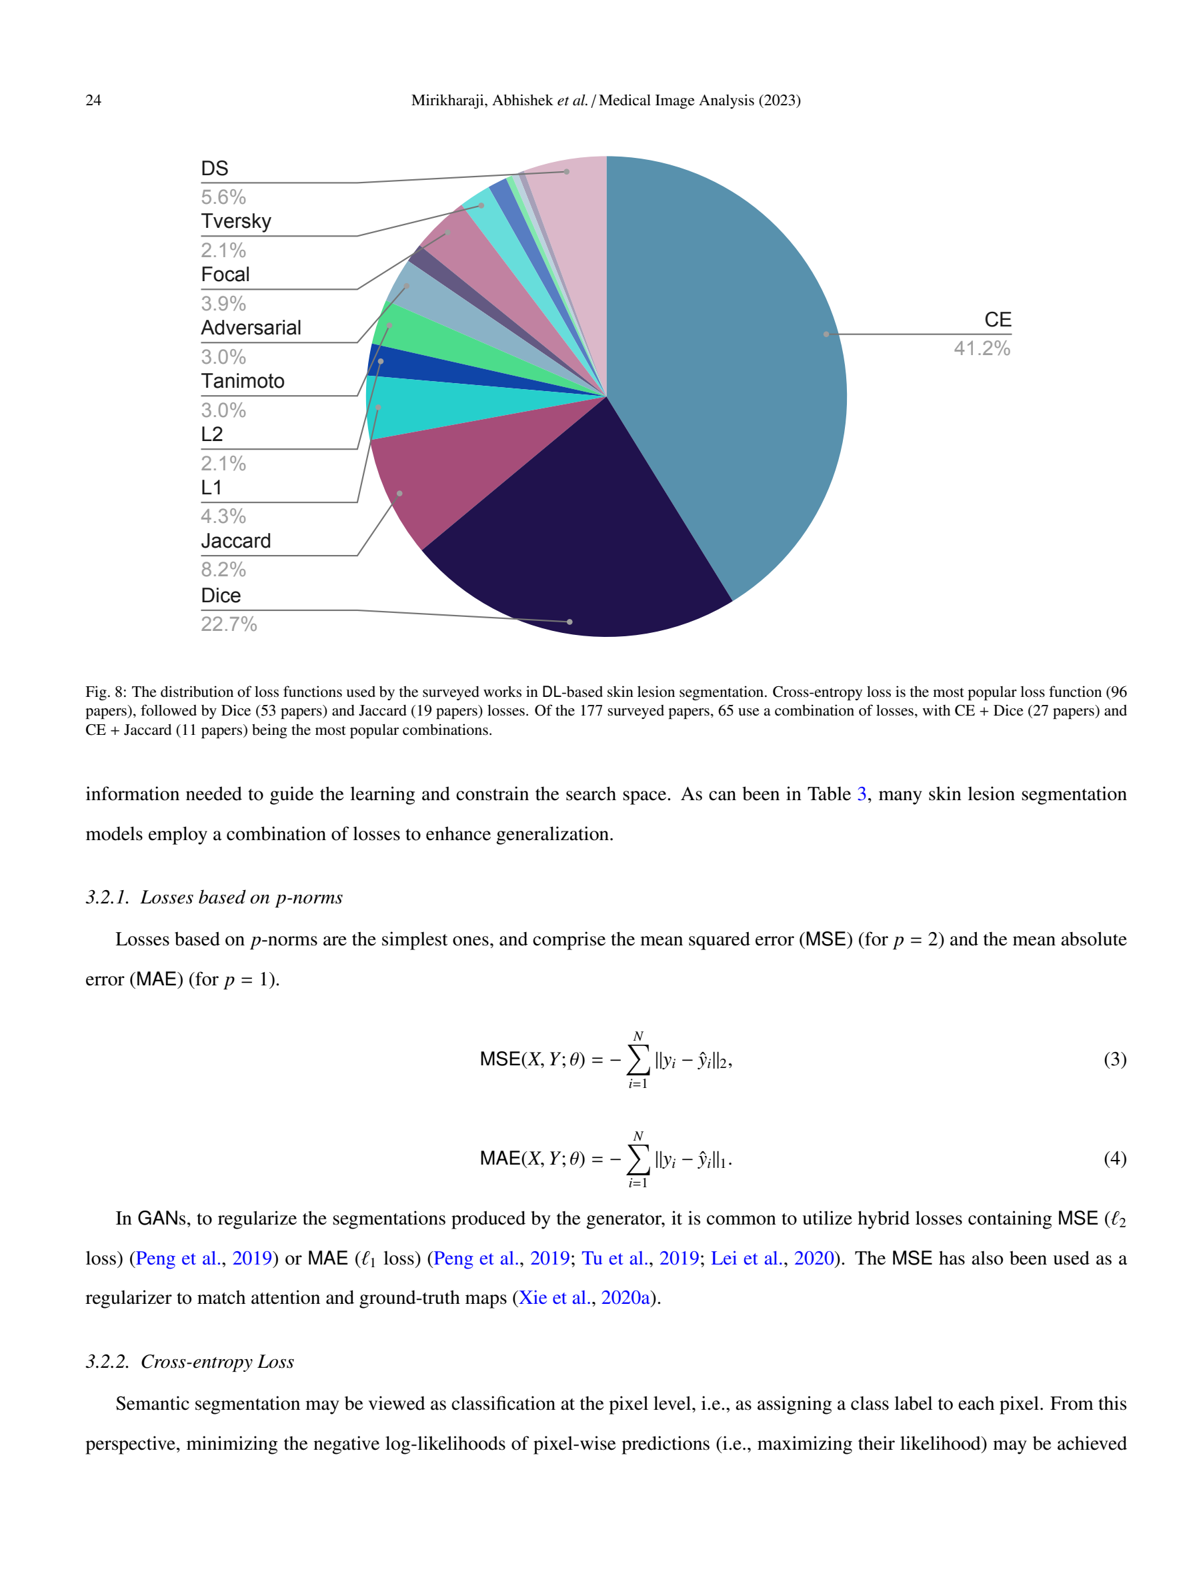 24
Mirikharaji, Abhishek et al. / Medical Image Analysis (2023)
DS
5.6%
Tversky
2.1%
Focal
3.9%
Adversarial
3.0%
Tanimoto
3.0%
L2
2.1%
L1
4.3%
Jaccard
8.2%
Dice
22.7%
CE
41.2%
Fig. 8: The distribution of loss functions used by the surveyed works in DL-based skin lesion segmentation. Cross-entropy loss is the most popular loss function (96
papers), followed by Dice (53 papers) and Jaccard (19 papers) losses. Of the 177 surveyed papers, 65 use a combination of losses, with CE + Dice (27 papers) and
CE + Jaccard (11 papers) being the most popular combinations.
information needed to guide the learning and constrain the search space. As can been in Table 3, many skin lesion segmentation
models employ a combination of losses to enhance generalization.
3.2.1. Losses based on p-norms
Losses based on p-norms are the simplest ones, and comprise the mean squared error (MSE) (for p = 2) and the mean absolute
error (MAE) (for p = 1).
MSE(X, Y; θ) = − ∑_{i=1}^{N} ||y_i − ŷ_i||_2, (3)
MAE(X, Y; θ) = − ∑_{i=1}^{N} ||y_i − ŷ_i||_1. (4)
In GANs, to regularize the segmentations produced by the generator, it is common to utilize hybrid losses containing MSE (ℓ2
loss) (Peng et al., 2019) or MAE (ℓ1 loss) (Peng et al., 2019; Tu et al., 2019; Lei et al., 2020). The MSE has also been used as a
regularizer to match attention and ground-truth maps (Xie et al., 2020a).
3.2.2. Cross-entropy Loss
Semantic segmentation may be viewed as classification at the pixel level, i.e., as assigning a class label to each pixel. From this
perspective, minimizing the negative log-likelihoods of pixel-wise predictions (i.e., maximizing their likelihood) may be achieved